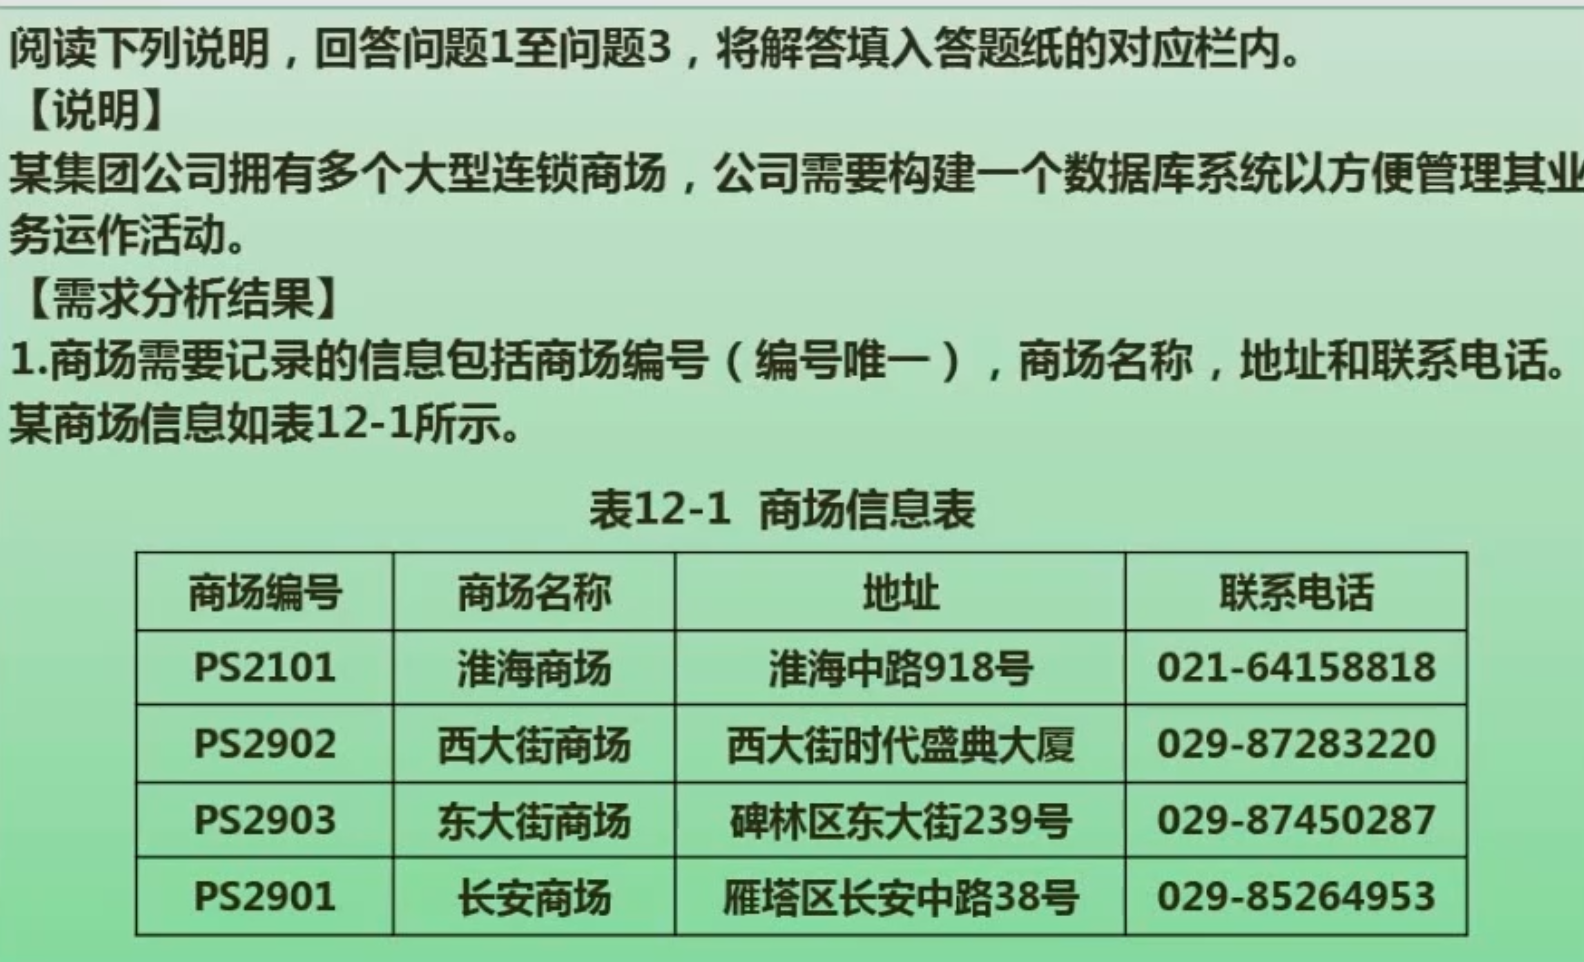 阅读下列说明，回答问题1至问题3，将解答填入答题纸的对应栏内。
【说明】
某集团公司拥有多个大型连锁商场，公司需要构建一个数据库系统以方便管理其业
务运作活动。
【需求分析结果】
1.商场需要记录的信息包括商场编号（编号唯一），商场名称，地址和联系电话。
某商场信息如表12-1所示。
表12-1 商场信息表
商场编号 商场名称 地址 联系电话
PS2101 淮海商场 淮海中路918号 021-64158818
PS2902 西大街商场 西大街时代盛典大厦 029-87283220
PS2903 东大街商场 碑林区东大街239号 029-87450287
PS2901 长安商场 雁塔区长安中路38号 029-85264953